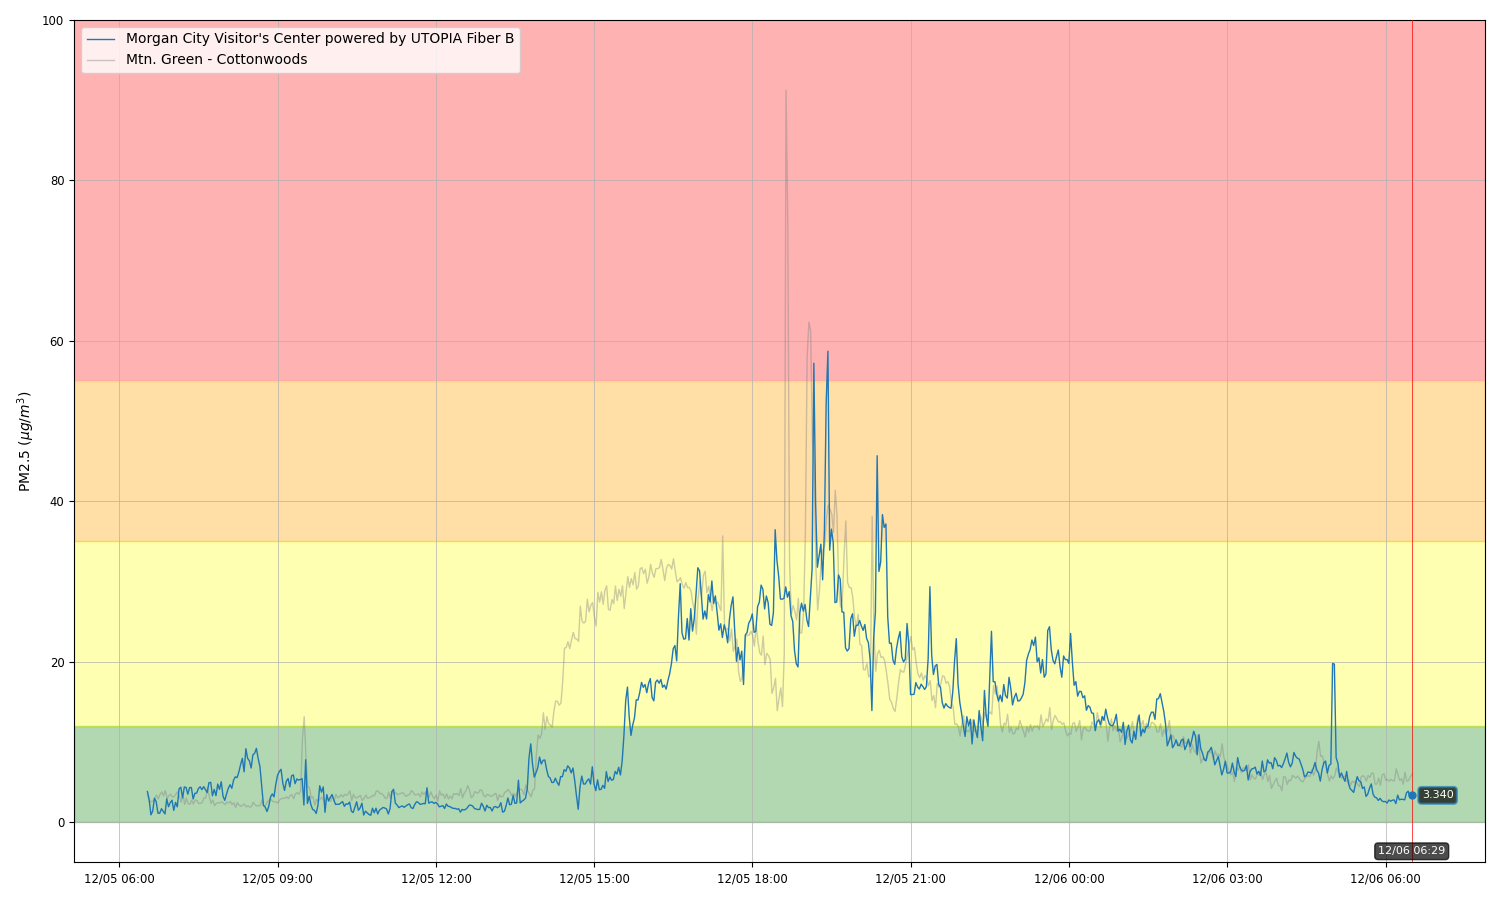 100
Morgan City Visitor's Center powered by UTOPIA Fiber B
Mtn. Green - Cottonwoods
80
60
40
20
0
PM2.5 (μg/m³)
3.340
12/06 06:29
12/05 06:00 12/05 09:00 12/05 12:00 12/05 15:00 12/05 18:00 12/05 21:00 12/06 00:00 12/06 03:00 12/06 06:00